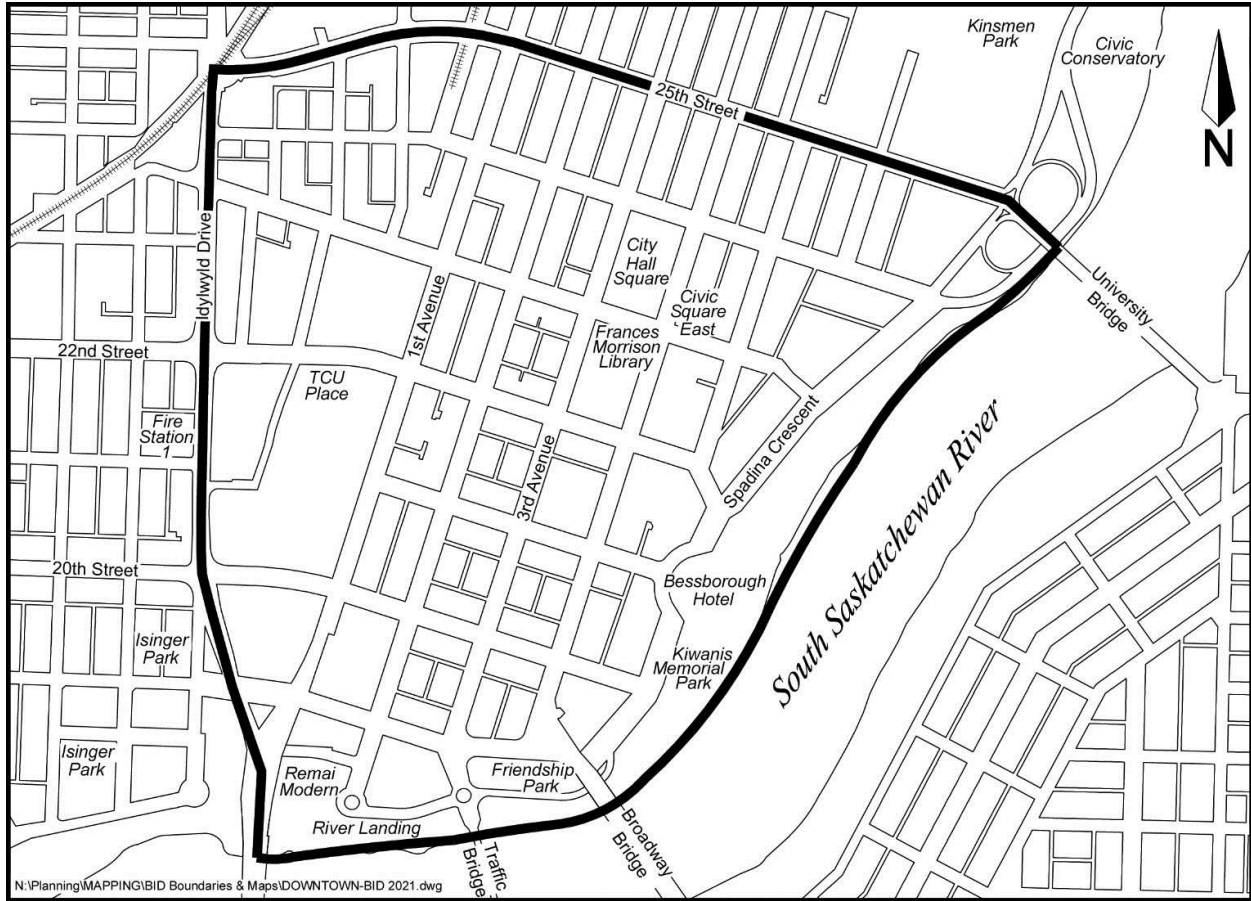 Kinsmen
Park
Civic
Conservatory
N
25th Street
Idylwyld Drive
City
Hall
Square
Civic
Square
East
University
Bridge
1st Avenue
Frances
Morrison
Library
22nd Street
TCU
Place
Fire
Station
1
Spadina Crescent
3rd Avenue
South Saskatchewan River
20th Street
Bessborough
Hotel
Isinger
Park
Kiwanis
Memorial
Park
Isinger
Park
Remai
Modern
Friendship
Park
River Landing
Broadway
Bridge
Traffic
Bridge
N:\Planning\MAPPING\BID Boundaries & Maps\DOWNTOWN-BID 2021.dwg